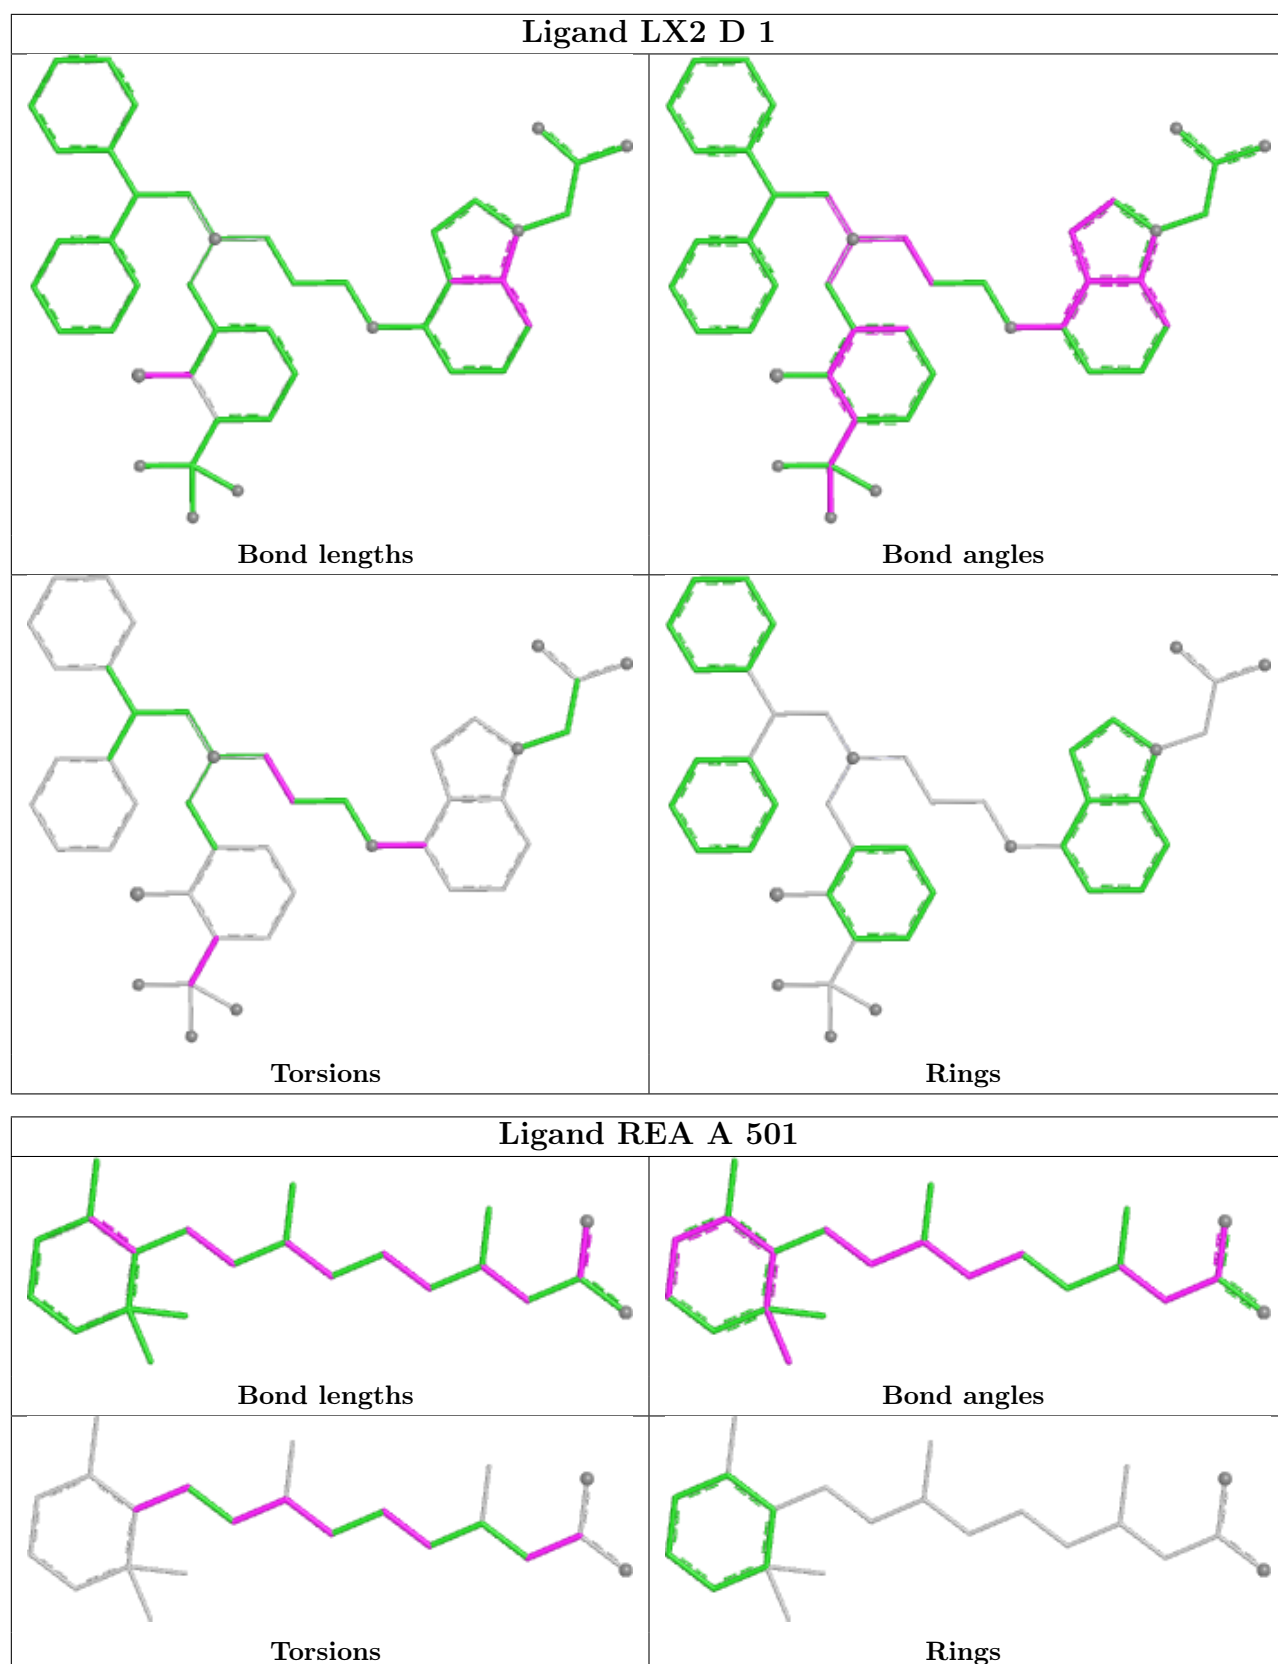 Ligand LX2 D 1
Bond lengths
Bond angles
Torsions
Rings
Ligand REA A 501
Bond lengths
Bond angles
Torsions
Rings